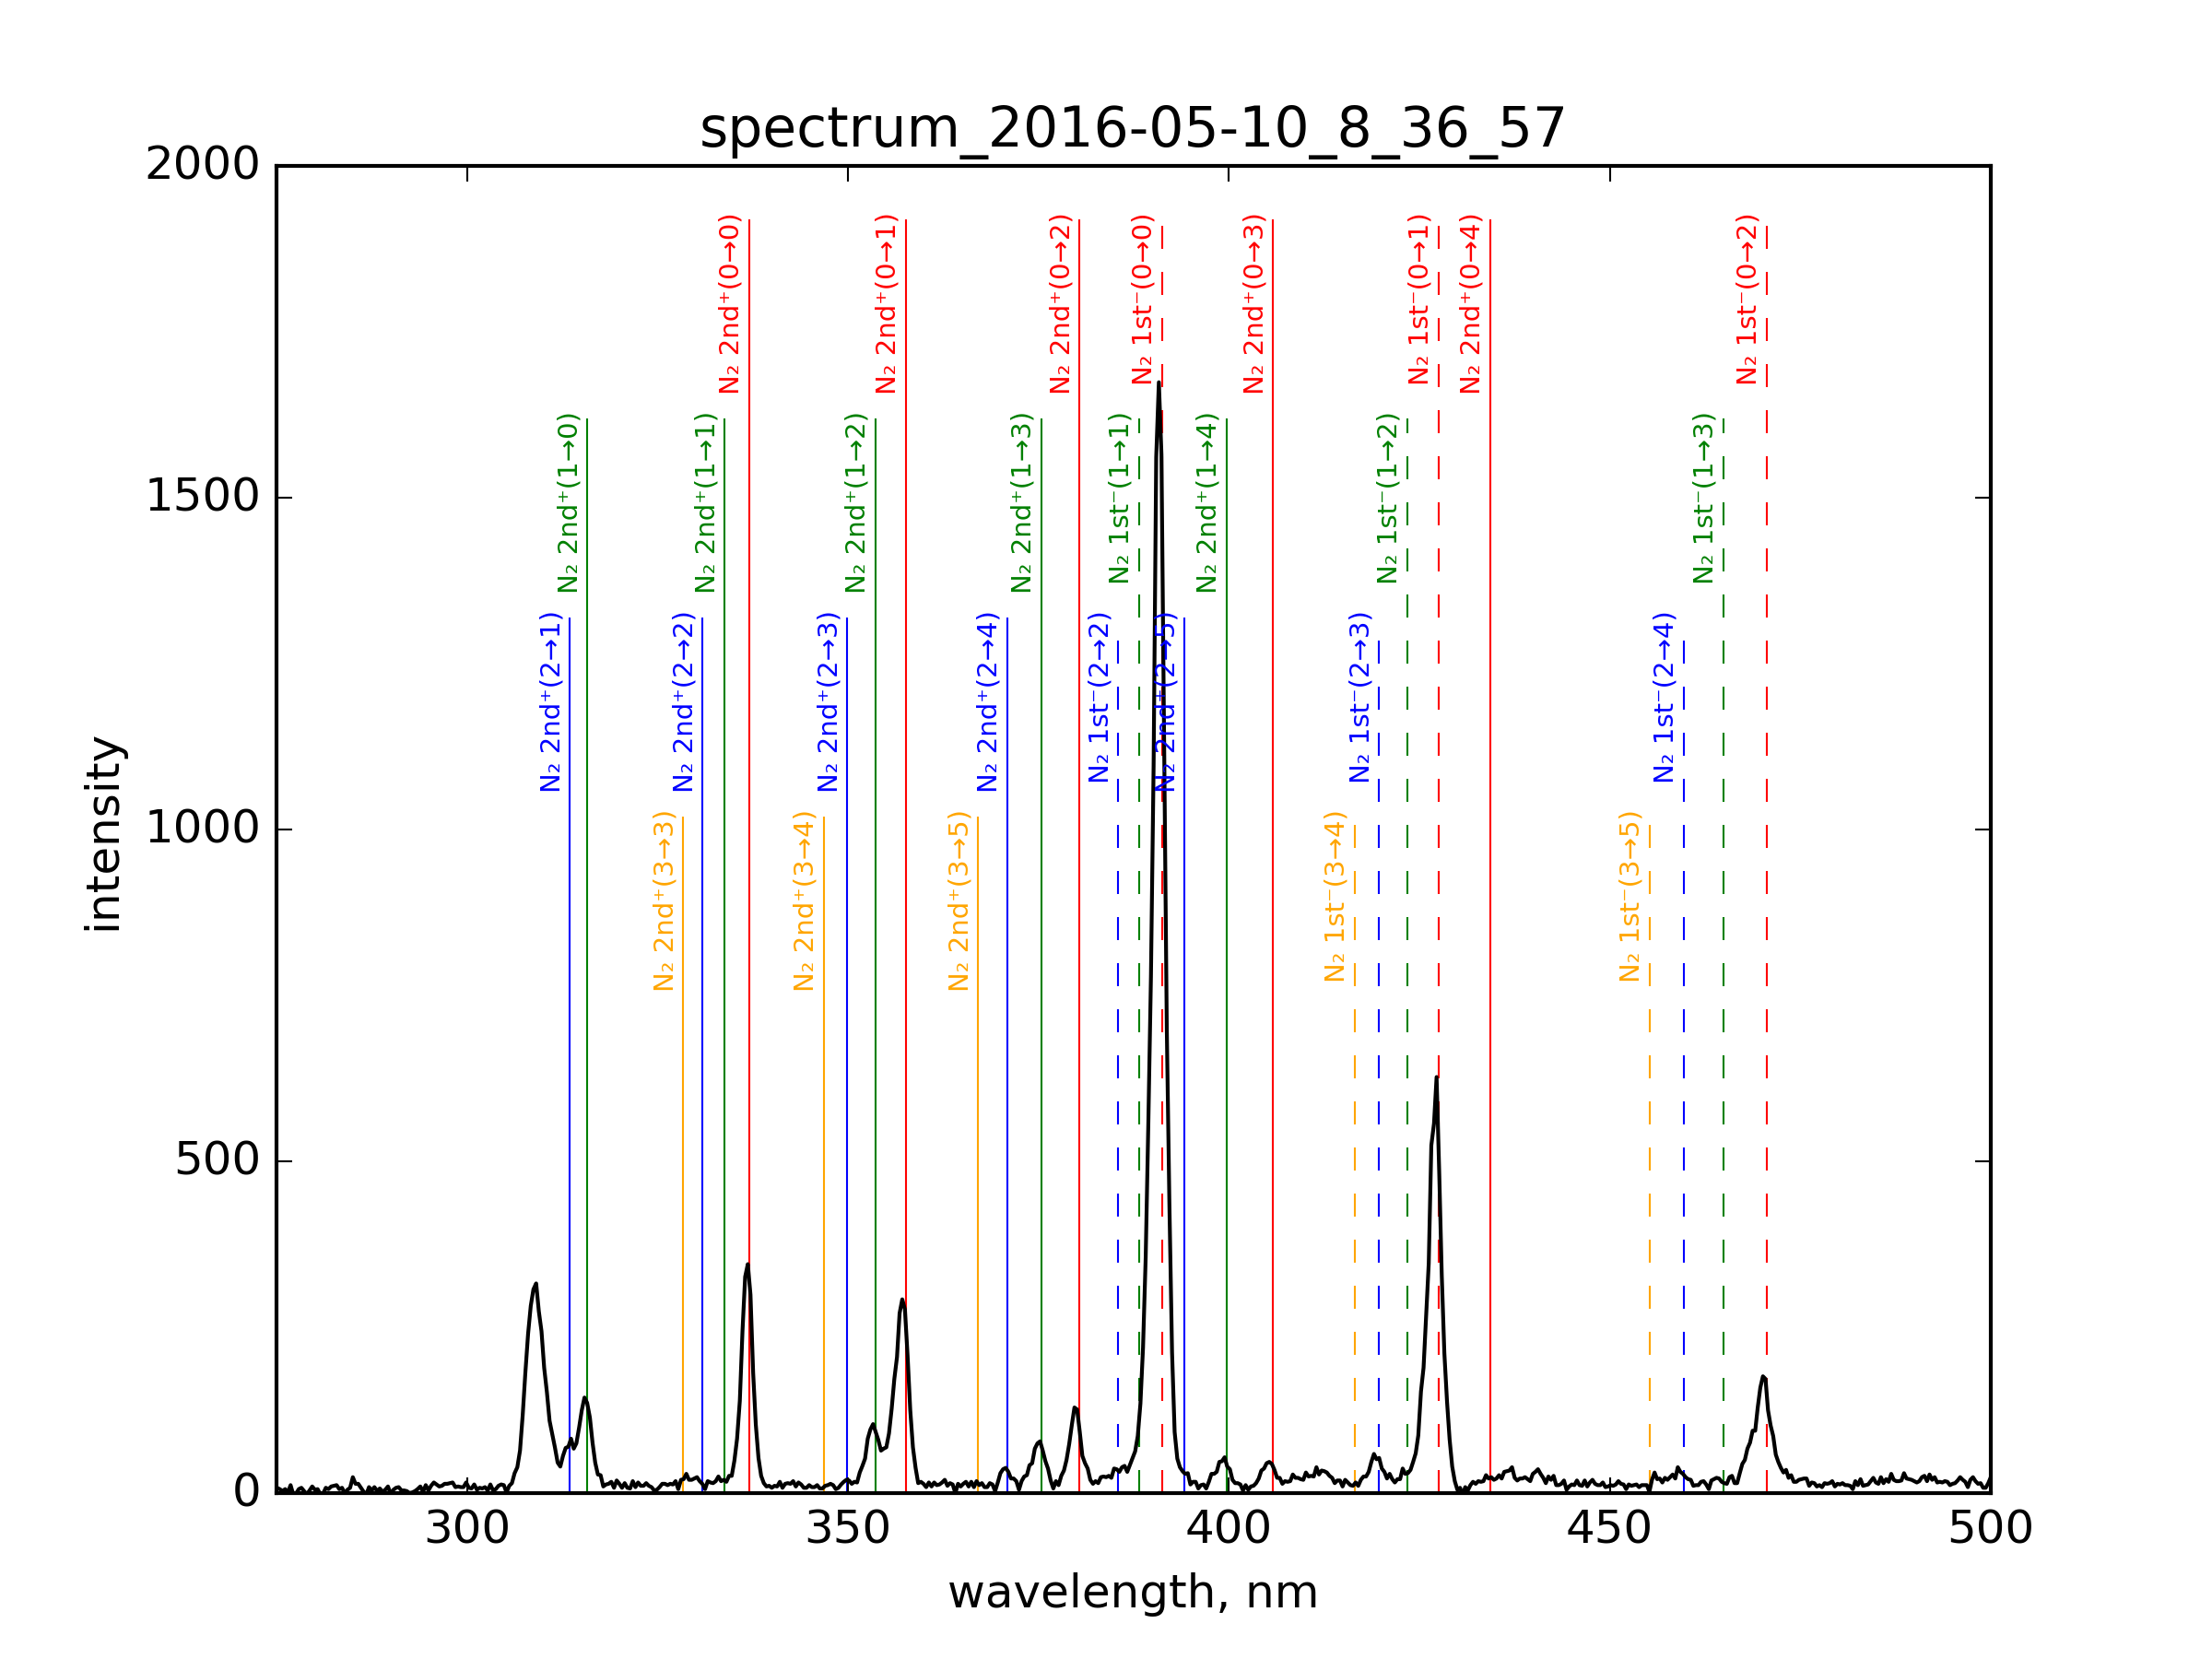 spectrum_2016-05-10_8_36_57
2000
1500
1000
500
0
intensity
N₂ 2nd⁺(0→0)
N₂ 2nd⁺(0→1)
N₂ 2nd⁺(0→2)
N₂ 1st⁻(0→0)
N₂ 2nd⁺(0→3)
N₂ 1st⁻(0→1)
N₂ 2nd⁺(0→4)
N₂ 1st⁻(0→2)
N₂ 2nd⁺(1→0)
N₂ 2nd⁺(1→1)
N₂ 2nd⁺(1→2)
N₂ 2nd⁺(1→3)
N₂ 1st⁻(1→1)
N₂ 2nd⁺(1→4)
N₂ 1st⁻(1→2)
N₂ 1st⁻(1→3)
N₂ 2nd⁺(2→1)
N₂ 2nd⁺(2→2)
N₂ 2nd⁺(2→3)
N₂ 2nd⁺(2→4)
N₂ 1st⁻(2→2)
N₂ 2nd⁺(2→5)
N₂ 1st⁻(2→3)
N₂ 1st⁻(2→4)
N₂ 2nd⁺(3→3)
N₂ 2nd⁺(3→4)
N₂ 2nd⁺(3→5)
N₂ 1st⁻(3→4)
N₂ 1st⁻(3→5)
300 350 400 450 500
wavelength, nm